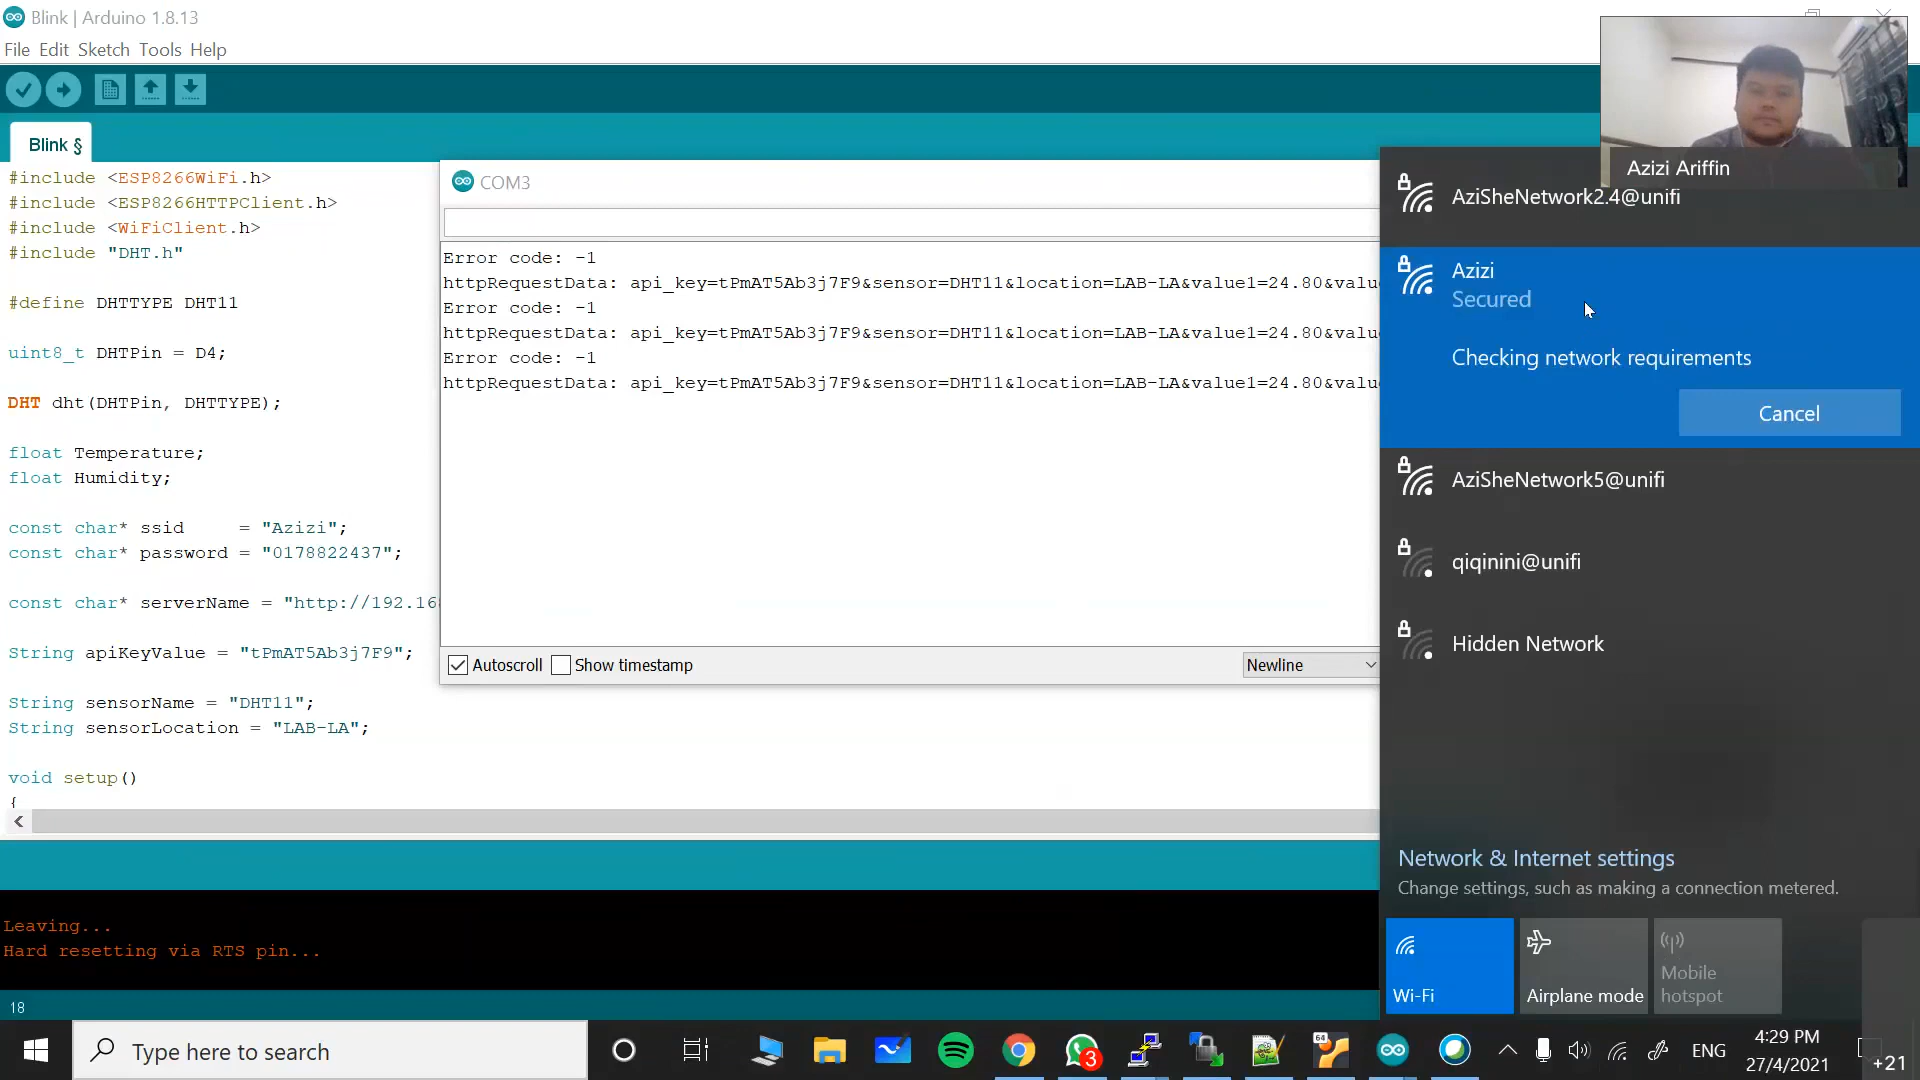 Blink | Arduino 1.8.13
File Edit Sketch Tools Help
Blink §
#include <ESP8266WiFi.h>
#include <ESP8266HTTPClient.h>
#include <WiFiClient.h>
#include "DHT.h"
#define DHTTYPE DHT11
uint8_t DHTPin = D4;
DHT dht(DHTPin, DHTTYPE);
float Temperature;
float Humidity;
const char* ssid     = "Azizi";
const char* password = "0178822437";
const char* serverName = "http://192.16
String apiKeyValue = "tPmAT5Ab3j7F9";
String sensorName = "DHT11";
String sensorLocation = "LAB-LA";
void setup()
{
COM3
Error code: -1
httpRequestData: api_key=tPmAT5Ab3j7F9&sensor=DHT11&location=LAB-LA&value1=24.80&valu
Error code: -1
httpRequestData: api_key=tPmAT5Ab3j7F9&sensor=DHT11&location=LAB-LA&value1=24.80&valu
Error code: -1
httpRequestData: api_key=tPmAT5Ab3j7F9&sensor=DHT11&location=LAB-LA&value1=24.80&valu
Autoscroll Show timestamp
Newline
Azizi Ariffin
AziSheNetwork2.4@unifi
Azizi
Secured
Checking network requirements
Cancel
AziSheNetwork5@unifi
qiqinini@unifi
Hidden Network
Network & Internet settings
Change settings, such as making a connection metered.
Wi-Fi
Airplane mode
Mobile
hotspot
Leaving...
Hard resetting via RTS pin...
18
Type here to search
3
64
ENG
4:29 PM
27/4/2021
+21